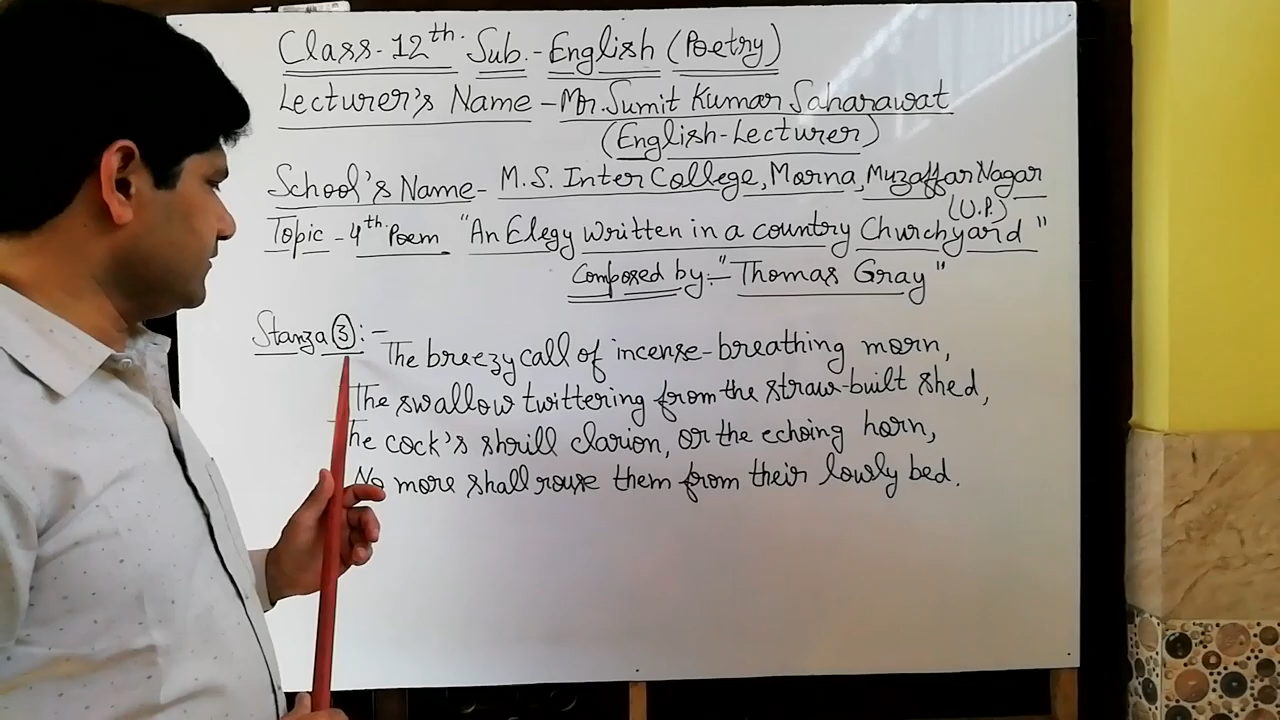 Class-12th. Sub.-English (Poetry)
Lecturer's Name -Mr. Sumit Kumar Saharawat
(English-Lecturer)
School's Name- M.S. Inter College, Morna, Muzaffar Nagar
(U.P.)
Topic -4th. Poem "An Elegy written in a country Churchyard"
Composed by:-"Thomas Gray"
Stanza (3):-
The breezy call of incense-breathing morn,
The swallow twittering from the straw-built shed,
The cock's shrill clarion, or the echoing horn,
No more shall rouse them from their lowly bed.